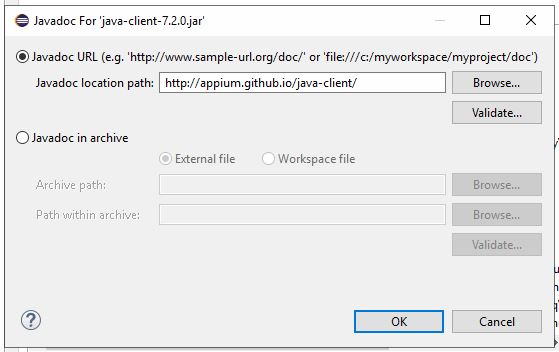 Javadoc For 'java-client-7.2.0.jar'
Javadoc URL (e.g. 'http://www.sample-url.org/doc/' or 'file:///c:/myworkspace/myproject/doc')
Javadoc location path: http://appium.github.io/java-client/ Browse...
Validate...
Javadoc in archive
External file Workspace file
Archive path: Browse...
Path within archive: Browse...
Validate...
OK Cancel